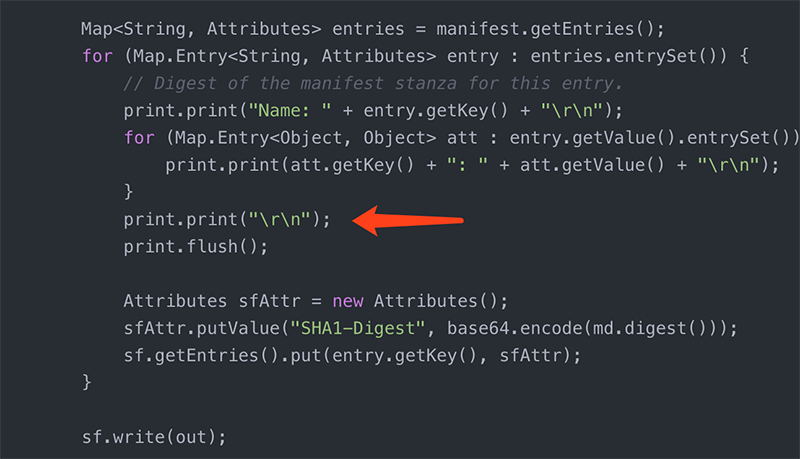 Map<String, Attributes> entries = manifest.getEntries();
for (Map.Entry<String, Attributes> entry : entries.entrySet()) {
// Digest of the manifest stanza for this entry.
print.print("Name: " + entry.getKey() + "\r\n");
for (Map.Entry<Object, Object> att : entry.getValue().entrySet())
print.print(att.getKey() + ": " + att.getValue() + "\r\n");
}
print.print("\r\n");
print.flush();
Attributes sfAttr = new Attributes();
sfAttr.putValue("SHA1-Digest", base64.encode(md.digest()));
sf.getEntries().put(entry.getKey(), sfAttr);
}
sf.write(out);